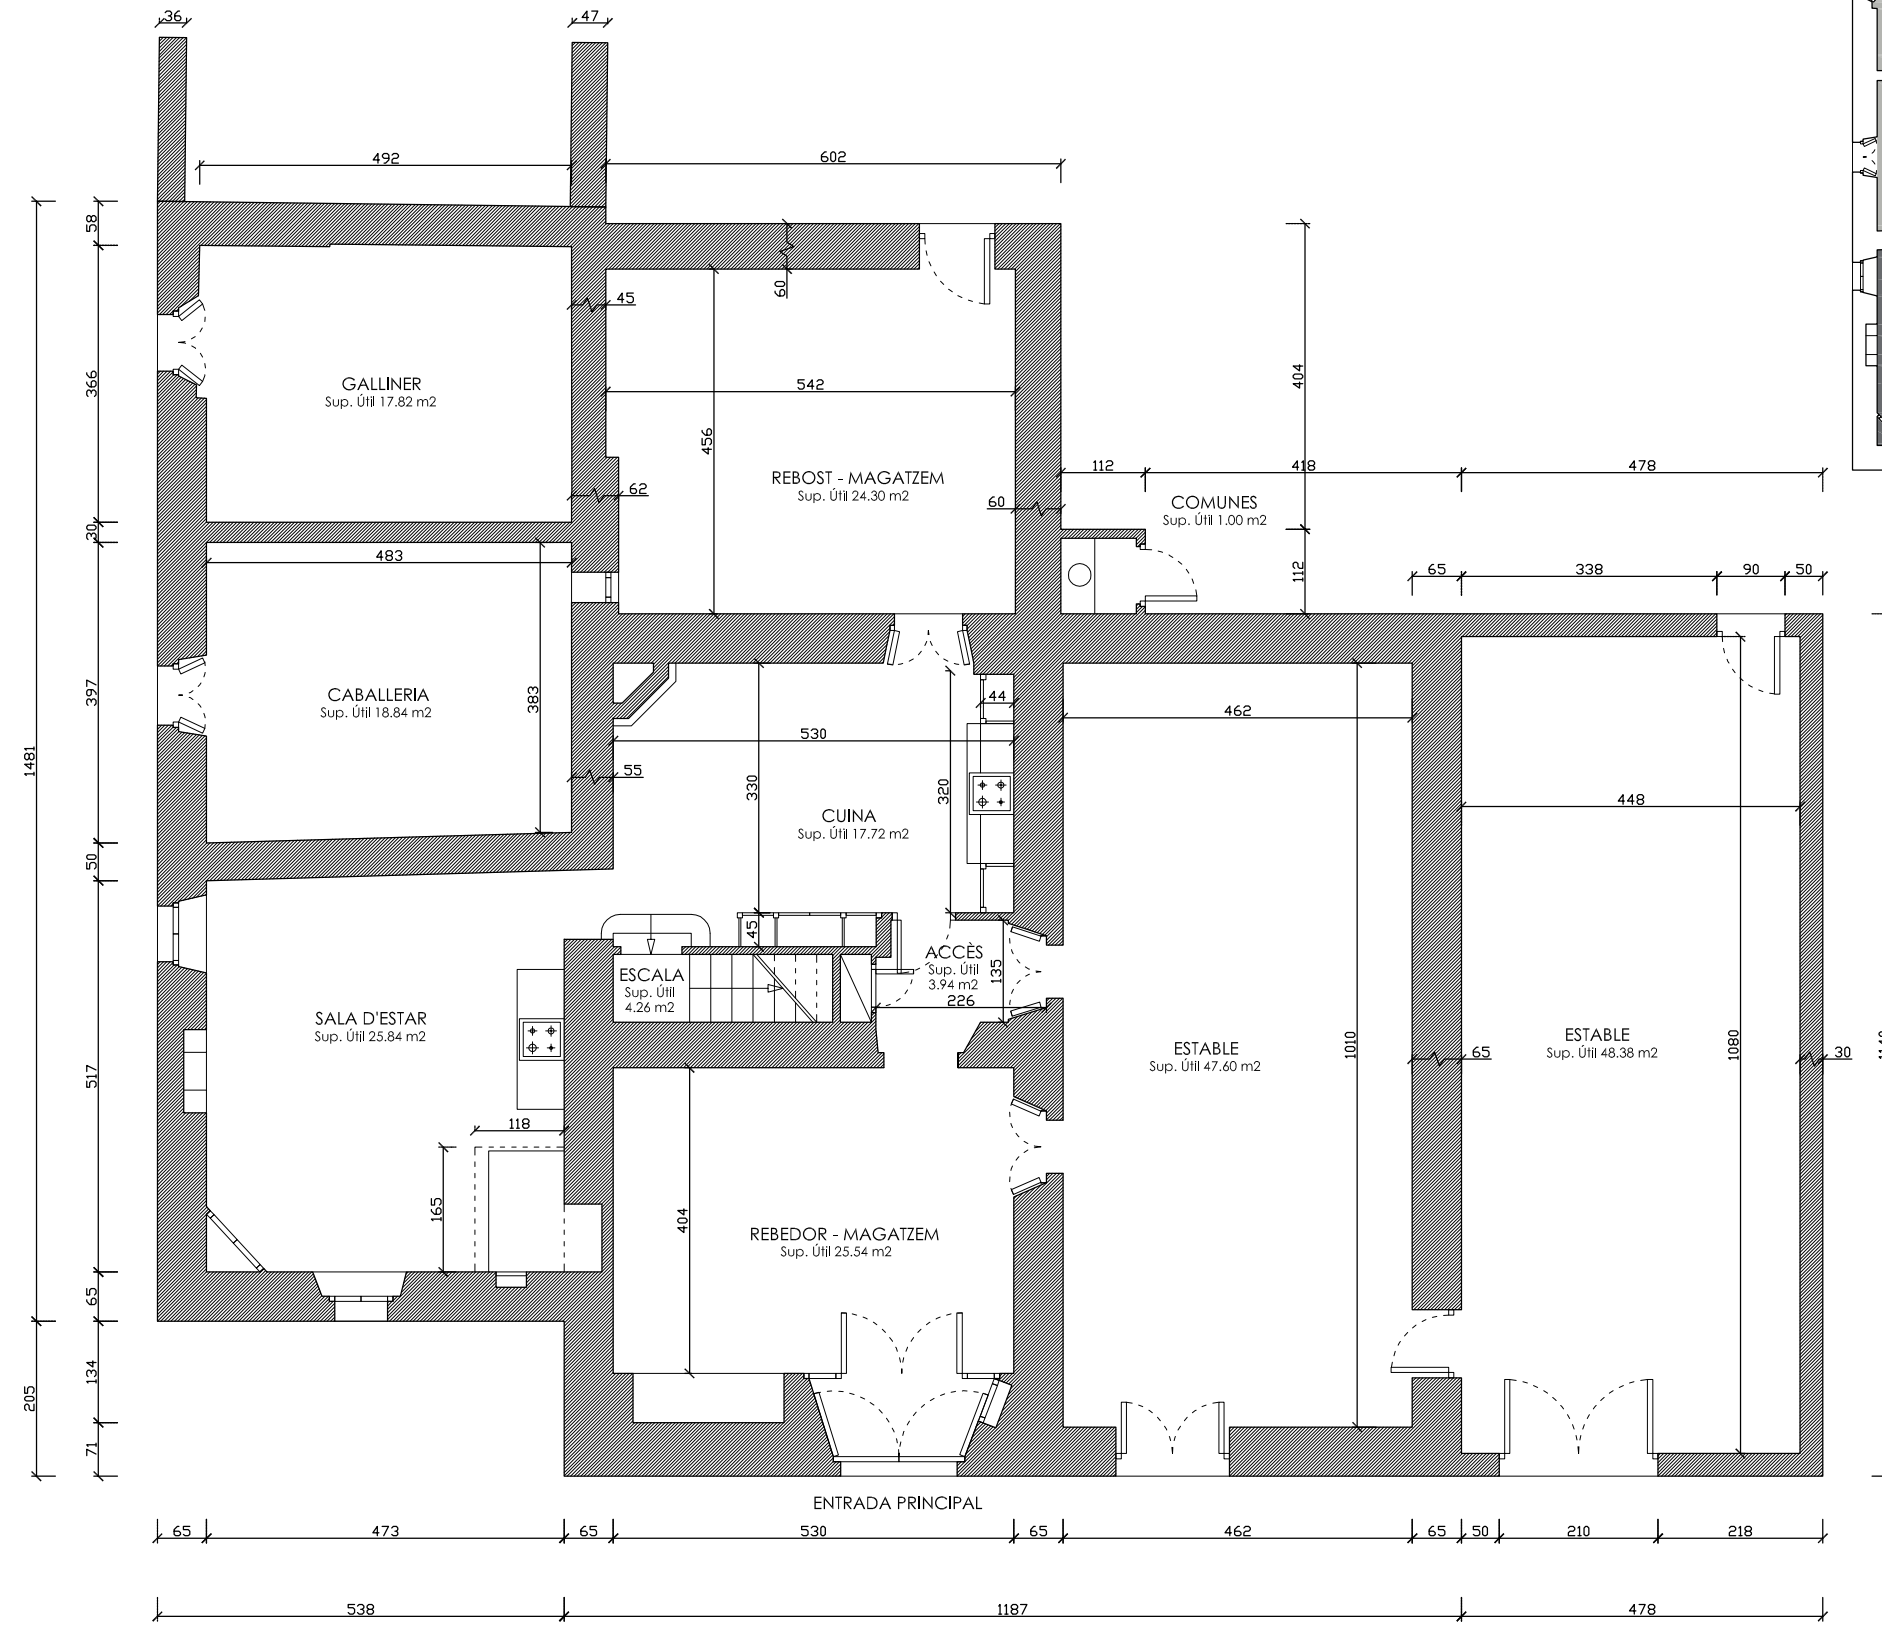 36
47
492
602
58
45
60
404
366
GALLINER
Sup. Útil 17.82 m2
542
456
112
418
478
REBOST - MAGATZEM
Sup. Útil 24.30 m2
62
60
COMUNES
Sup. Útil 1.00 m2
30
483
112
65
338
90
50
397
CABALLERIA
Sup. Útil 18.84 m2
383
44
530
462
1481
55
330
320
448
CUINA
Sup. Útil 17.72 m2
50
45
ESCALA
Sup. Útil
4.26 m2
ACCÈS
Sup. Útil
3.94 m2
135
226
SALA D'ESTAR
Sup. Útil 25.84 m2
517
ESTABLE
Sup. Útil 47.60 m2
1010
65
ESTABLE
Sup. Útil 48.38 m2
1080
30
118
165
404
REBEDOR - MAGATZEM
Sup. Útil 25.54 m2
65
134
205
71
ENTRADA PRINCIPAL
65
473
65
530
65
462
65
50
210
218
538
1187
478